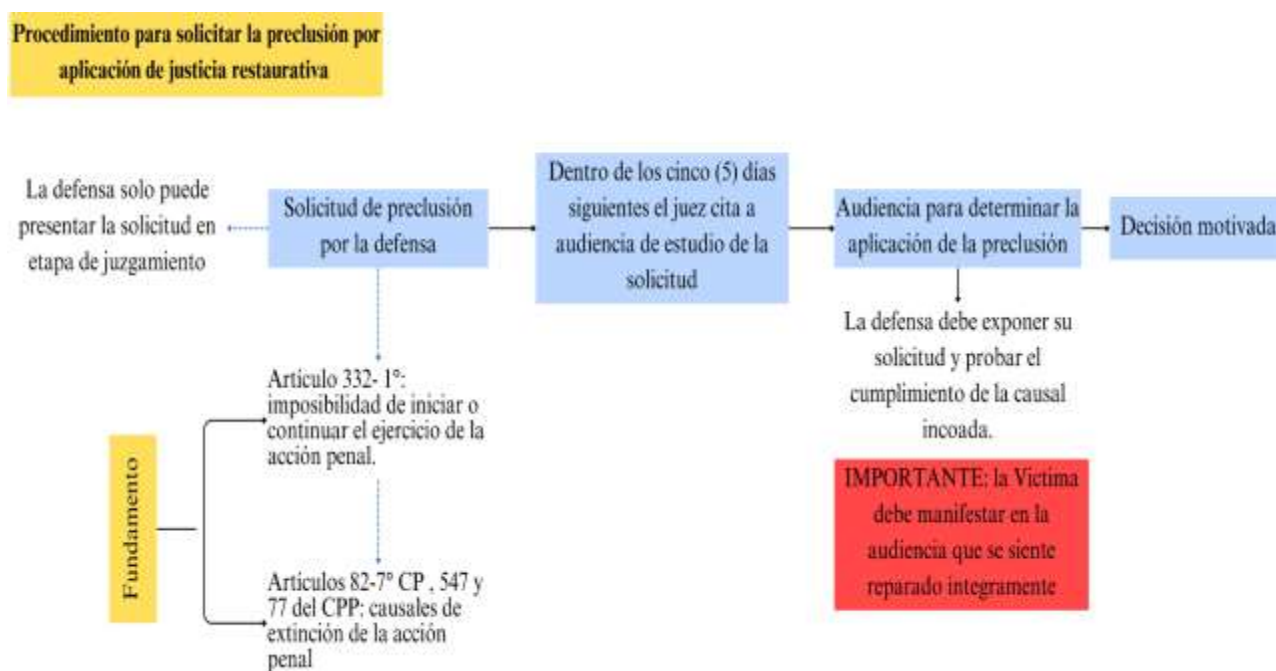 Procedimiento para solicitar la preclusión por
aplicación de justicia restaurativa
La defensa solo puede
presentar la solicitud en
etapa de juzgamiento
Solicitud de preclusión
por la defensa
Dentro de los cinco (5) días
siguientes el juez cita a
audiencia de estudio de la
solicitud
Audiencia para determinar la
aplicación de la preclusión
Decisión motivada
La defensa debe exponer su
solicitud y probar el
cumplimiento de la causal
incoada.
IMPORTANTE: la Victima
debe manifestar en la
audiencia que se siente
reparado integramente
Fundamento
Artículo 332- 1º:
imposibilidad de iniciar o
continuar el ejercicio de la
acción penal.
Artículos 82-7º CP , 547 y
77 del CPP: causales de
extinción de la acción
penal